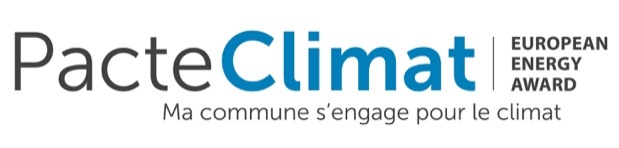 PacteClimat
EUROPEAN
ENERGY
AWARD
Ma commune s'engage pour le climat